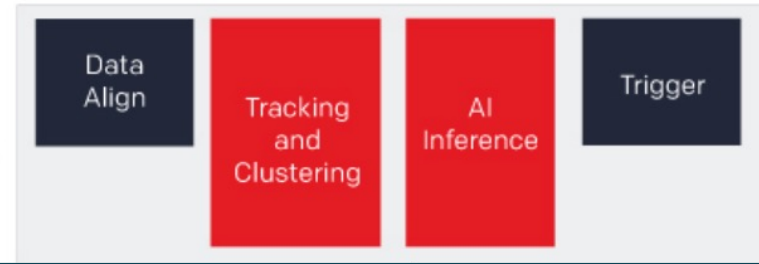 Data
Align
Tracking
and
Clustering
AI
Inference
Trigger